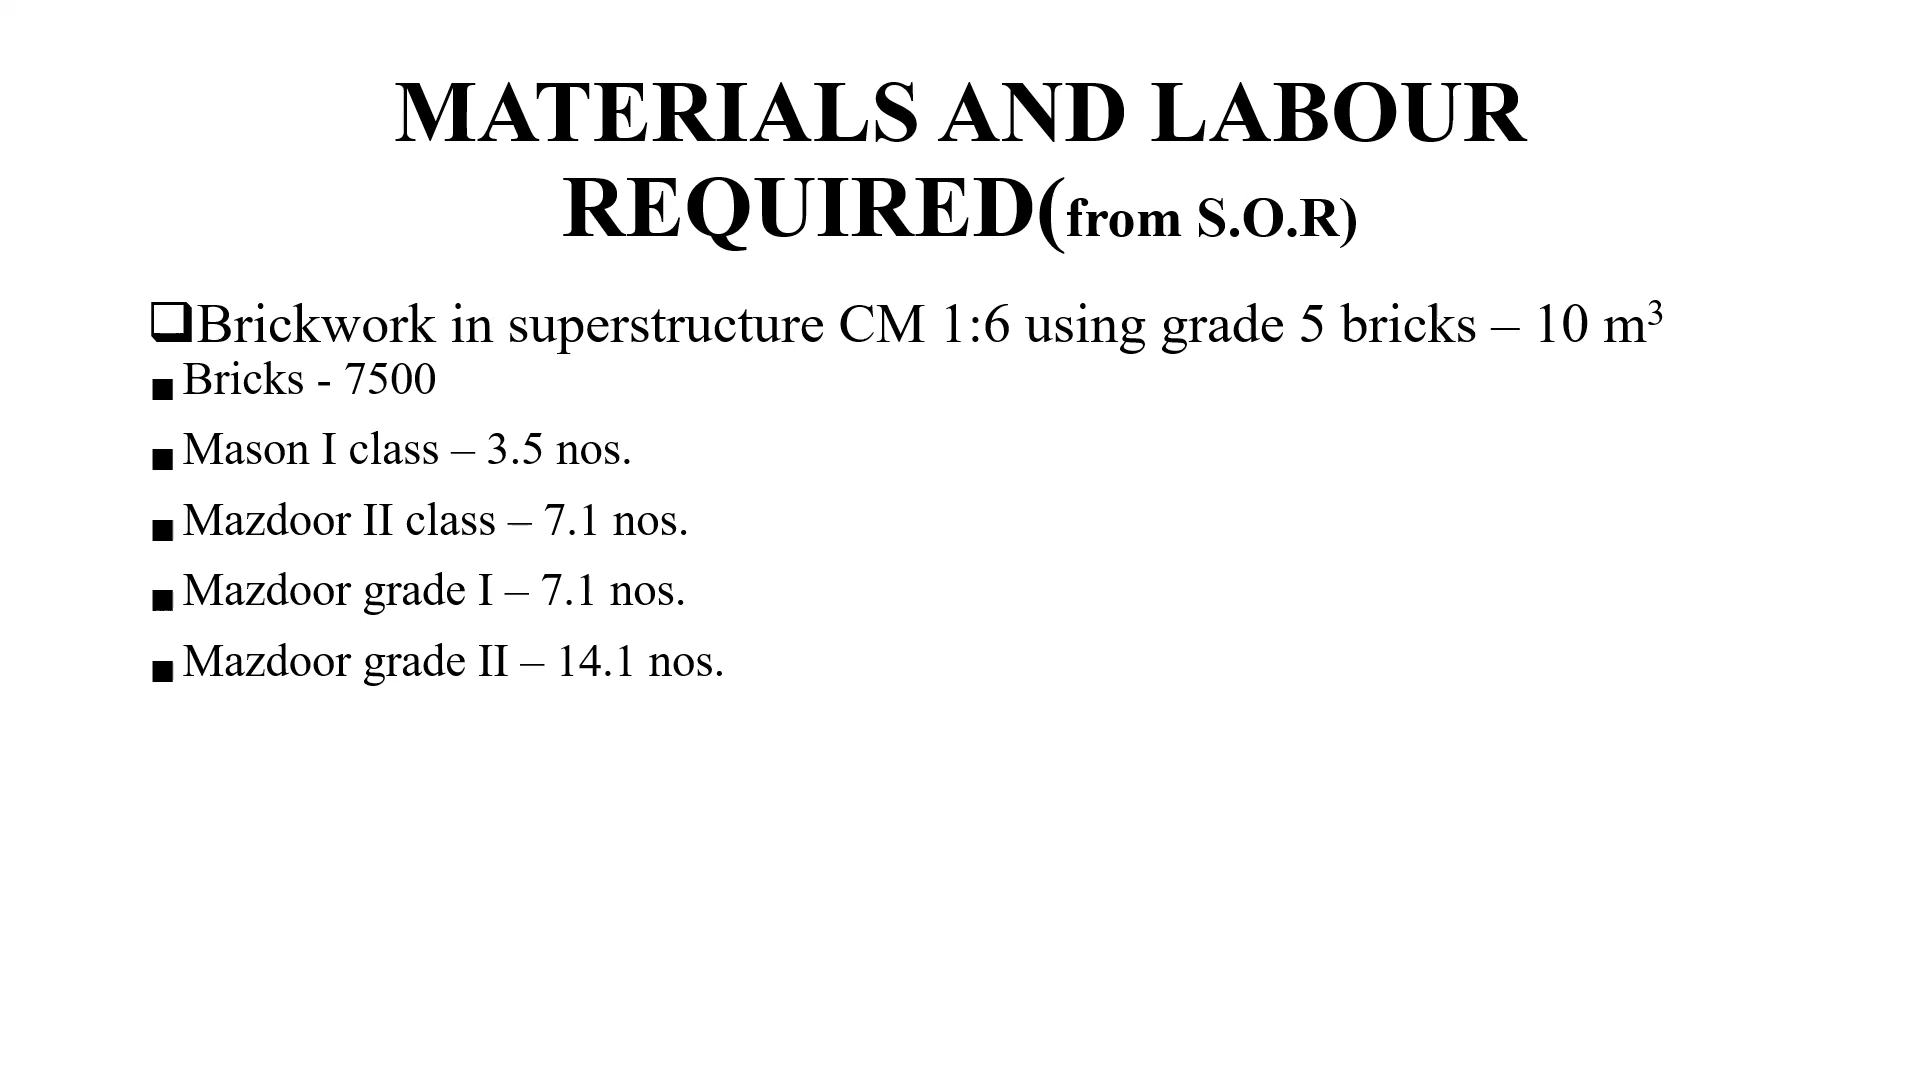 MATERIALS AND LABOUR
REQUIRED(from S.O.R)
❑Brickwork in superstructure CM 1:6 using grade 5 bricks – 10 m³
■ Bricks - 7500
■ Mason I class – 3.5 nos.
■ Mazdoor II class – 7.1 nos.
■ Mazdoor grade I – 7.1 nos.
■ Mazdoor grade II – 14.1 nos.